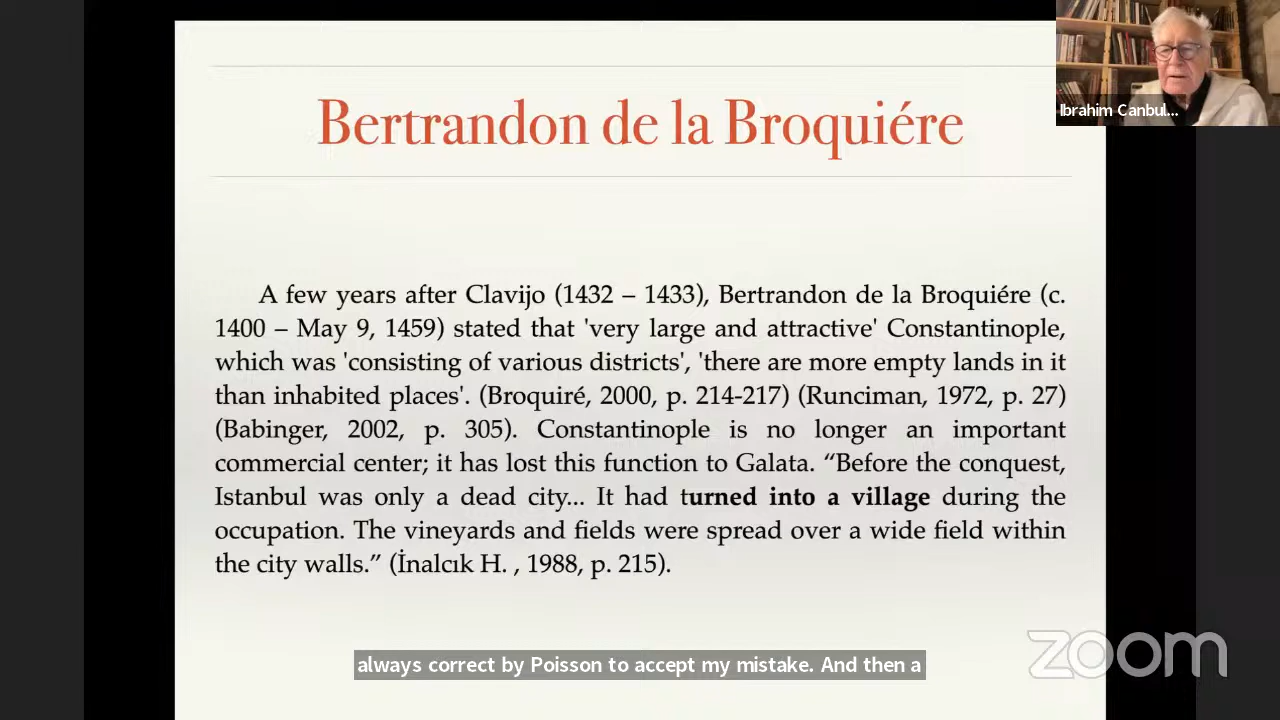 Bertrandon de la Broquiére
Ibrahim Canbul...
A few years after Clavijo (1432 – 1433), Bertrandon de la Broquiére (c.
1400 – May 9, 1459) stated that 'very large and attractive' Constantinople,
which was 'consisting of various districts', 'there are more empty lands in it
than inhabited places'. (Broquiré, 2000, p. 214-217) (Runciman, 1972, p. 27)
(Babinger, 2002, p. 305). Constantinople is no longer an important
commercial center; it has lost this function to Galata. “Before the conquest,
Istanbul was only a dead city... It had turned into a village during the
occupation. The vineyards and fields were spread over a wide field within
the city walls.” (İnalcık H. , 1988, p. 215).
always correct by Poisson to accept my mistake. And then a
zoom